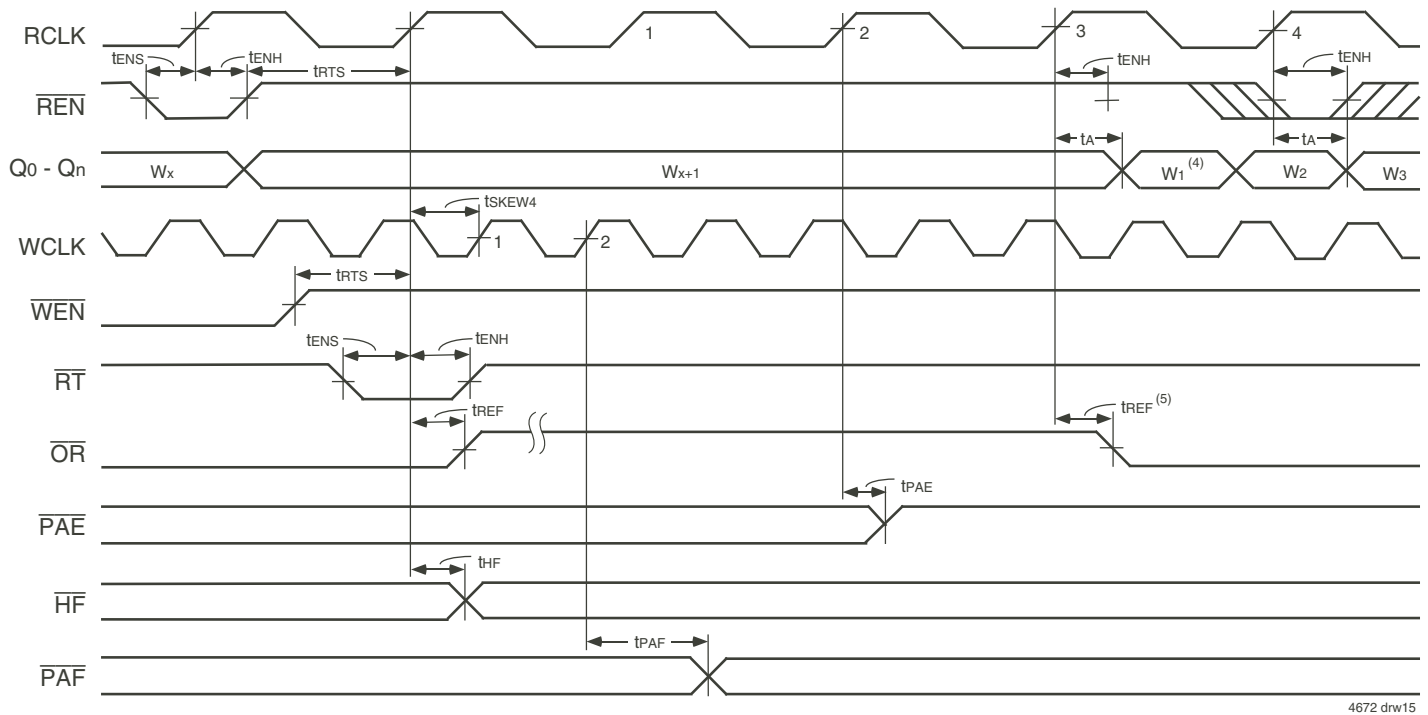 RCLK 1 2 3 4
tENS tENH tRTS tENH tENH
REN
tA tA
Q0 - Qn Wx Wx+1 W1 (4) W2 W3
tSKEW4
WCLK 1 2
tRTS
WEN
tENS tENH
RT
tREF tREF (5)
OR
tPAE
PAE
tHF
HF
tPAF
PAF
4672 drw15